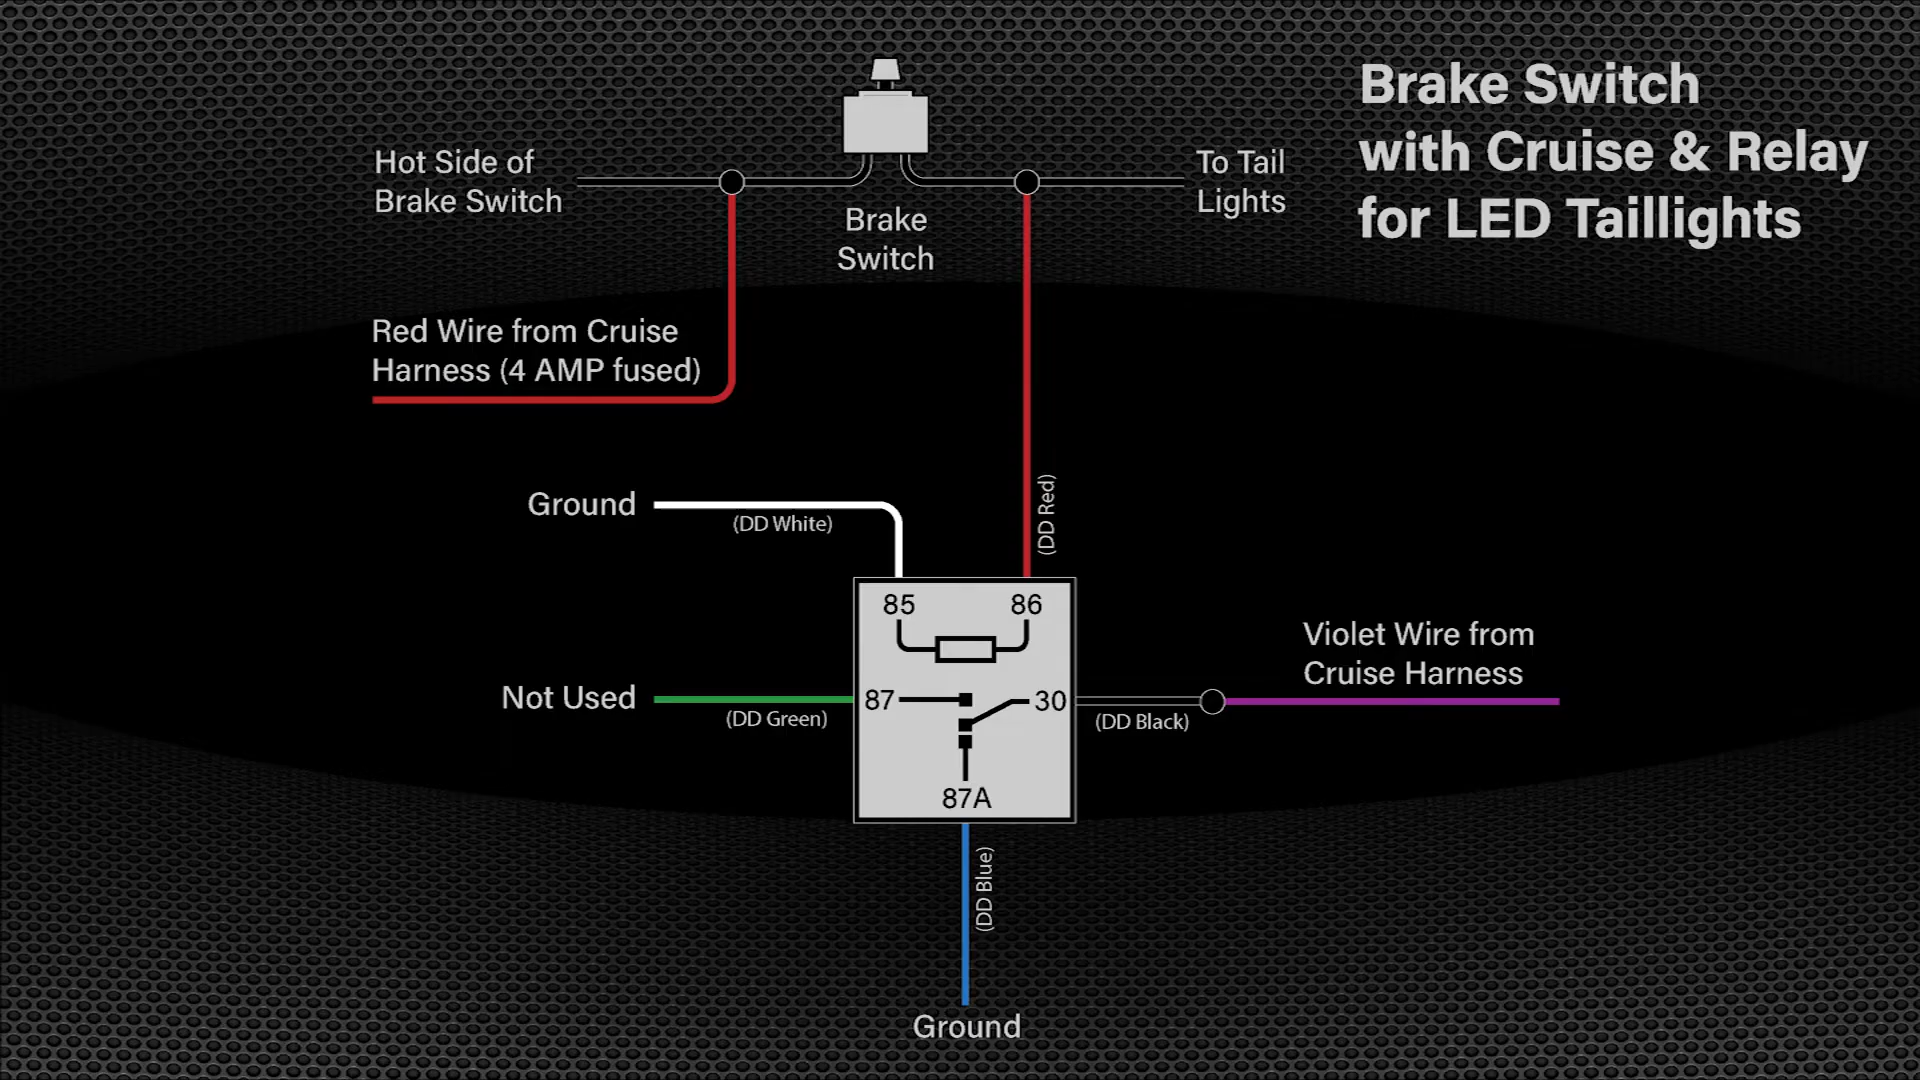 Brake Switch
with Cruise & Relay
for LED Taillights
Hot Side of
Brake Switch
Brake
Switch
To Tail
Lights
Red Wire from Cruise
Harness (4 AMP fused)
Ground
(DD White)
(DD Red)
85
86
Not Used
(DD Green)
87
30
(DD Black)
Violet Wire from
Cruise Harness
87A
(DD Blue)
Ground